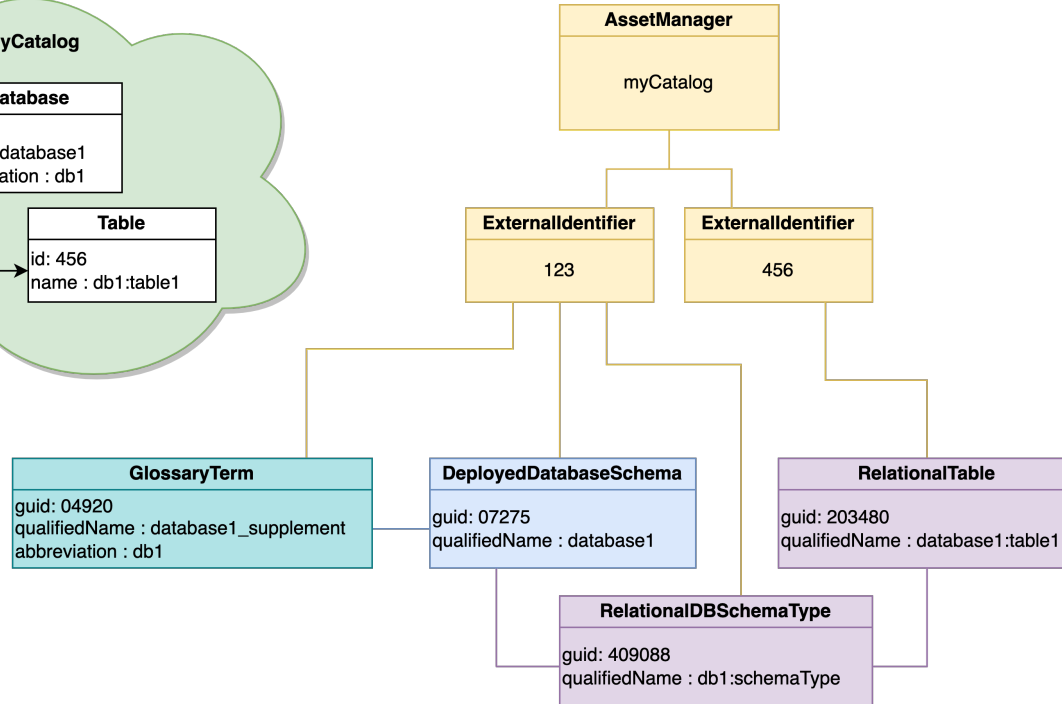 yCatalog
atabase
database1
ation : db1
Table
id: 456
name : db1:table1
AssetManager
myCatalog
ExternalIdentifier
123
ExternalIdentifier
456
GlossaryTerm
guid: 04920
qualifiedName : database1_supplement
abbreviation : db1
DeployedDatabaseSchema
guid: 07275
qualifiedName : database1
RelationalTable
guid: 203480
qualifiedName : database1:table1
RelationalDBSchemaType
guid: 409088
qualifiedName : db1:schemaType